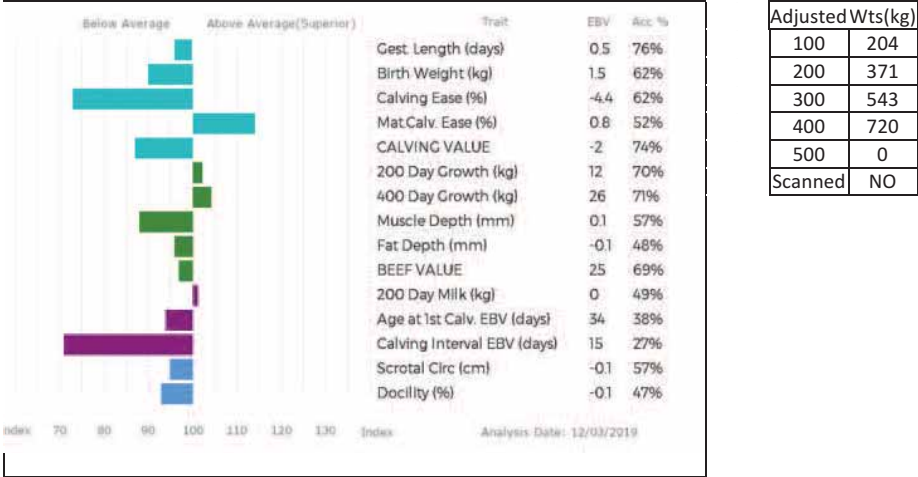 Below Average Above Average(Superior) Trait EBV Acc %
Gest. Length (days) 0.5 76%
Birth Weight (kg) 1.5 62%
Calving Ease (%) -4.4 62%
Mat.Calv. Ease (%) 0.8 52%
CALVING VALUE -2 74%
200 Day Growth (kg) 12 70%
400 Day Growth (kg) 26 71%
Muscle Depth (mm) 0.1 57%
Fat Depth (mm) -0.1 48%
BEEF VALUE 25 69%
200 Day Milk (kg) 0 49%
Age at 1st Calv. EBV (days) 34 38%
Calving Interval EBV (days) 15 27%
Scrotal Circ (cm) -0.1 57%
Docility (%) -0.1 47%
ndex 70 80 90 100 110 120 130 Index Analysis Date: 12/03/2019
Adjusted Wts(kg)
100 204
200 371
300 543
400 720
500 0
Scanned NO